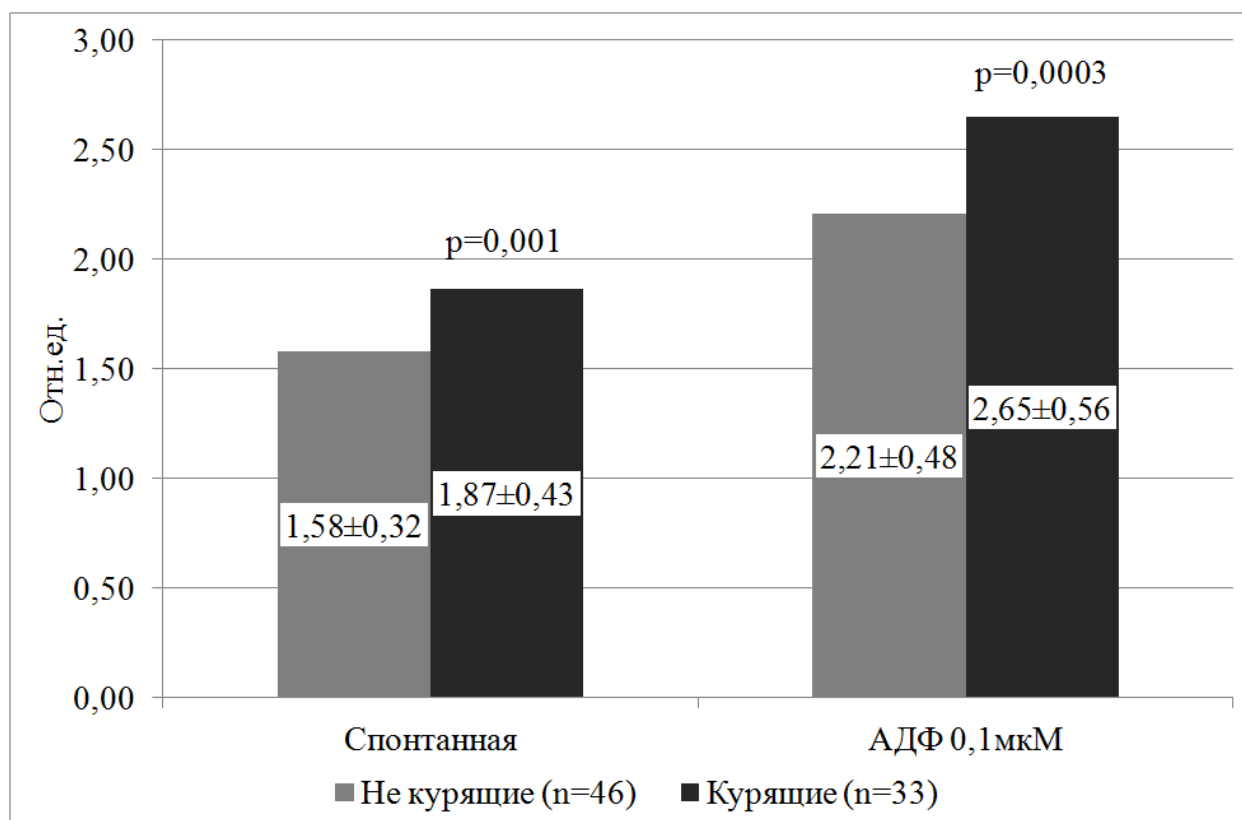 3,00
2,50
2,00
1,50
1,00
0,50
0,00
Отн.ед.
p=0,001
p=0,0003
1,58±0,32
1,87±0,43
2,21±0,48
2,65±0,56
Спонтанная
АДФ 0,1мкМ
Не курящие (n=46)
Курящие (n=33)